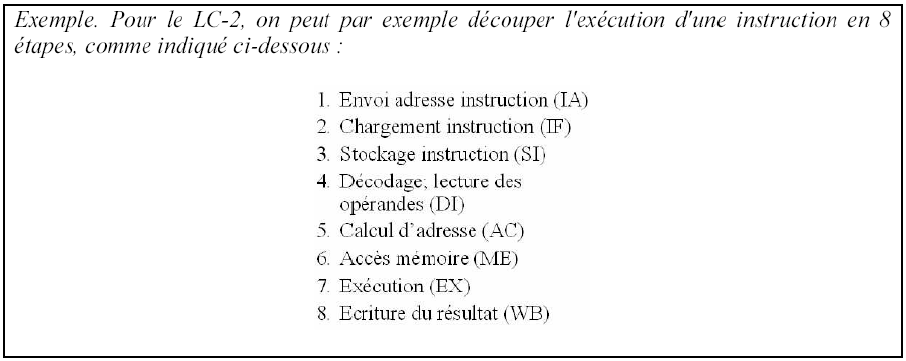 Exemple. Pour le LC-2, on peut par exemple découper l'exécution d'une instruction en 8
étapes, comme indiqué ci-dessous :
1. Envoi adresse instruction (IA)
2. Chargement instruction (IF)
3. Stockage instruction (SI)
4. Décodage; lecture des
opérandes (DI)
5. Calcul d'adresse (AC)
6. Accès mémoire (ME)
7. Exécution (EX)
8. Ecriture du résultat (WB)